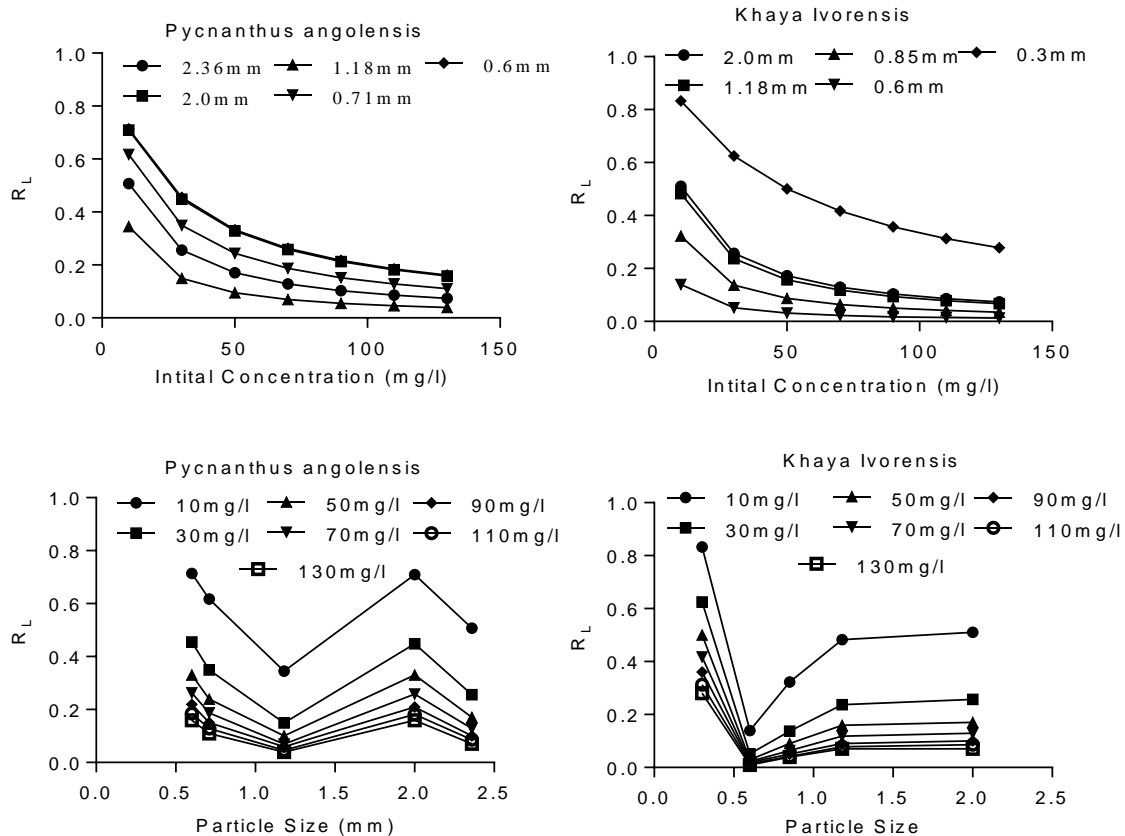 Pycnanthus angolensis
2.36mm 1.18mm 0.6mm
2.0mm 0.71mm
1.0
0.8
0.6
0.4
0.2
0.0
R L
0 50 100 150
Intital Concentration (mg/l)
Khaya Ivorensis
2.0mm 0.85mm 0.3mm
1.18mm 0.6mm
1.0
0.8
0.6
0.4
0.2
0.0
R L
0 50 100 150
Intital Concentration (mg/l)
Pycnanthus angolensis
10mg/l 50mg/l 90mg/l
30mg/l 70mg/l 110mg/l
130mg/l
1.0
0.8
0.6
0.4
0.2
0.0
R L
0.0 0.5 1.0 1.5 2.0 2.5
Particle Size (mm)
Khaya Ivorensis
10mg/l 50mg/l 90mg/l
30mg/l 70mg/l 110mg/l
130mg/l
1.0
0.8
0.6
0.4
0.2
0.0
R L
0.0 0.5 1.0 1.5 2.0 2.5
Particle Size